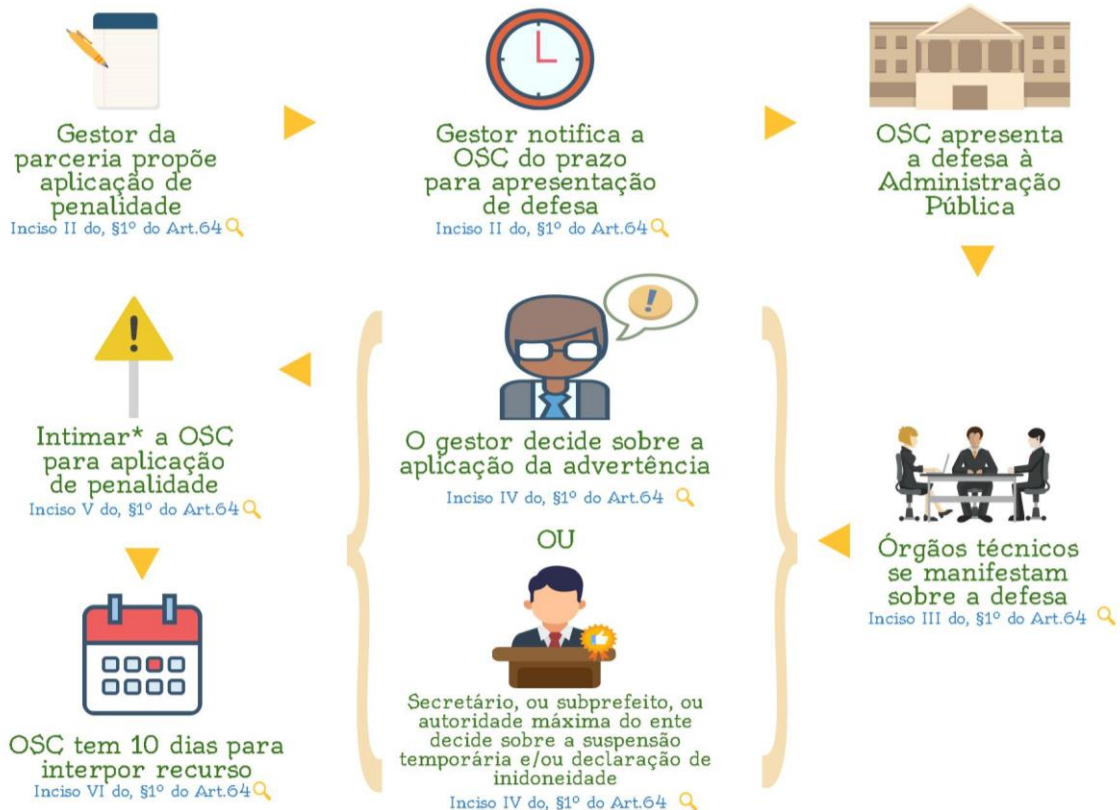 Gestor da
parceria propõe
aplicação de
penalidade
Inciso II do, §1º do Art.64
Gestor notifica a
OSC do prazo
para apresentação
de defesa
Inciso II do, §1º do Art.64
OSC apresenta
a defesa à
Administração
Pública
Órgãos técnicos
se manifestam
sobre a defesa
Inciso III do, §1º do Art.64
O gestor decide sobre a
aplicação da advertência
Inciso IV do, §1º do Art.64
OU
Secretário, ou subprefeito, ou
autoridade máxima do ente
decide sobre a suspensão
temporária e/ou declaração de
inidoneidade
Inciso IV do, §1º do Art.64
Intimar* a OSC
para aplicação
de penalidade
Inciso V do, §1º do Art.64
OSC tem 10 dias para
interpor recurso
Inciso VI do, §1º do Art.64